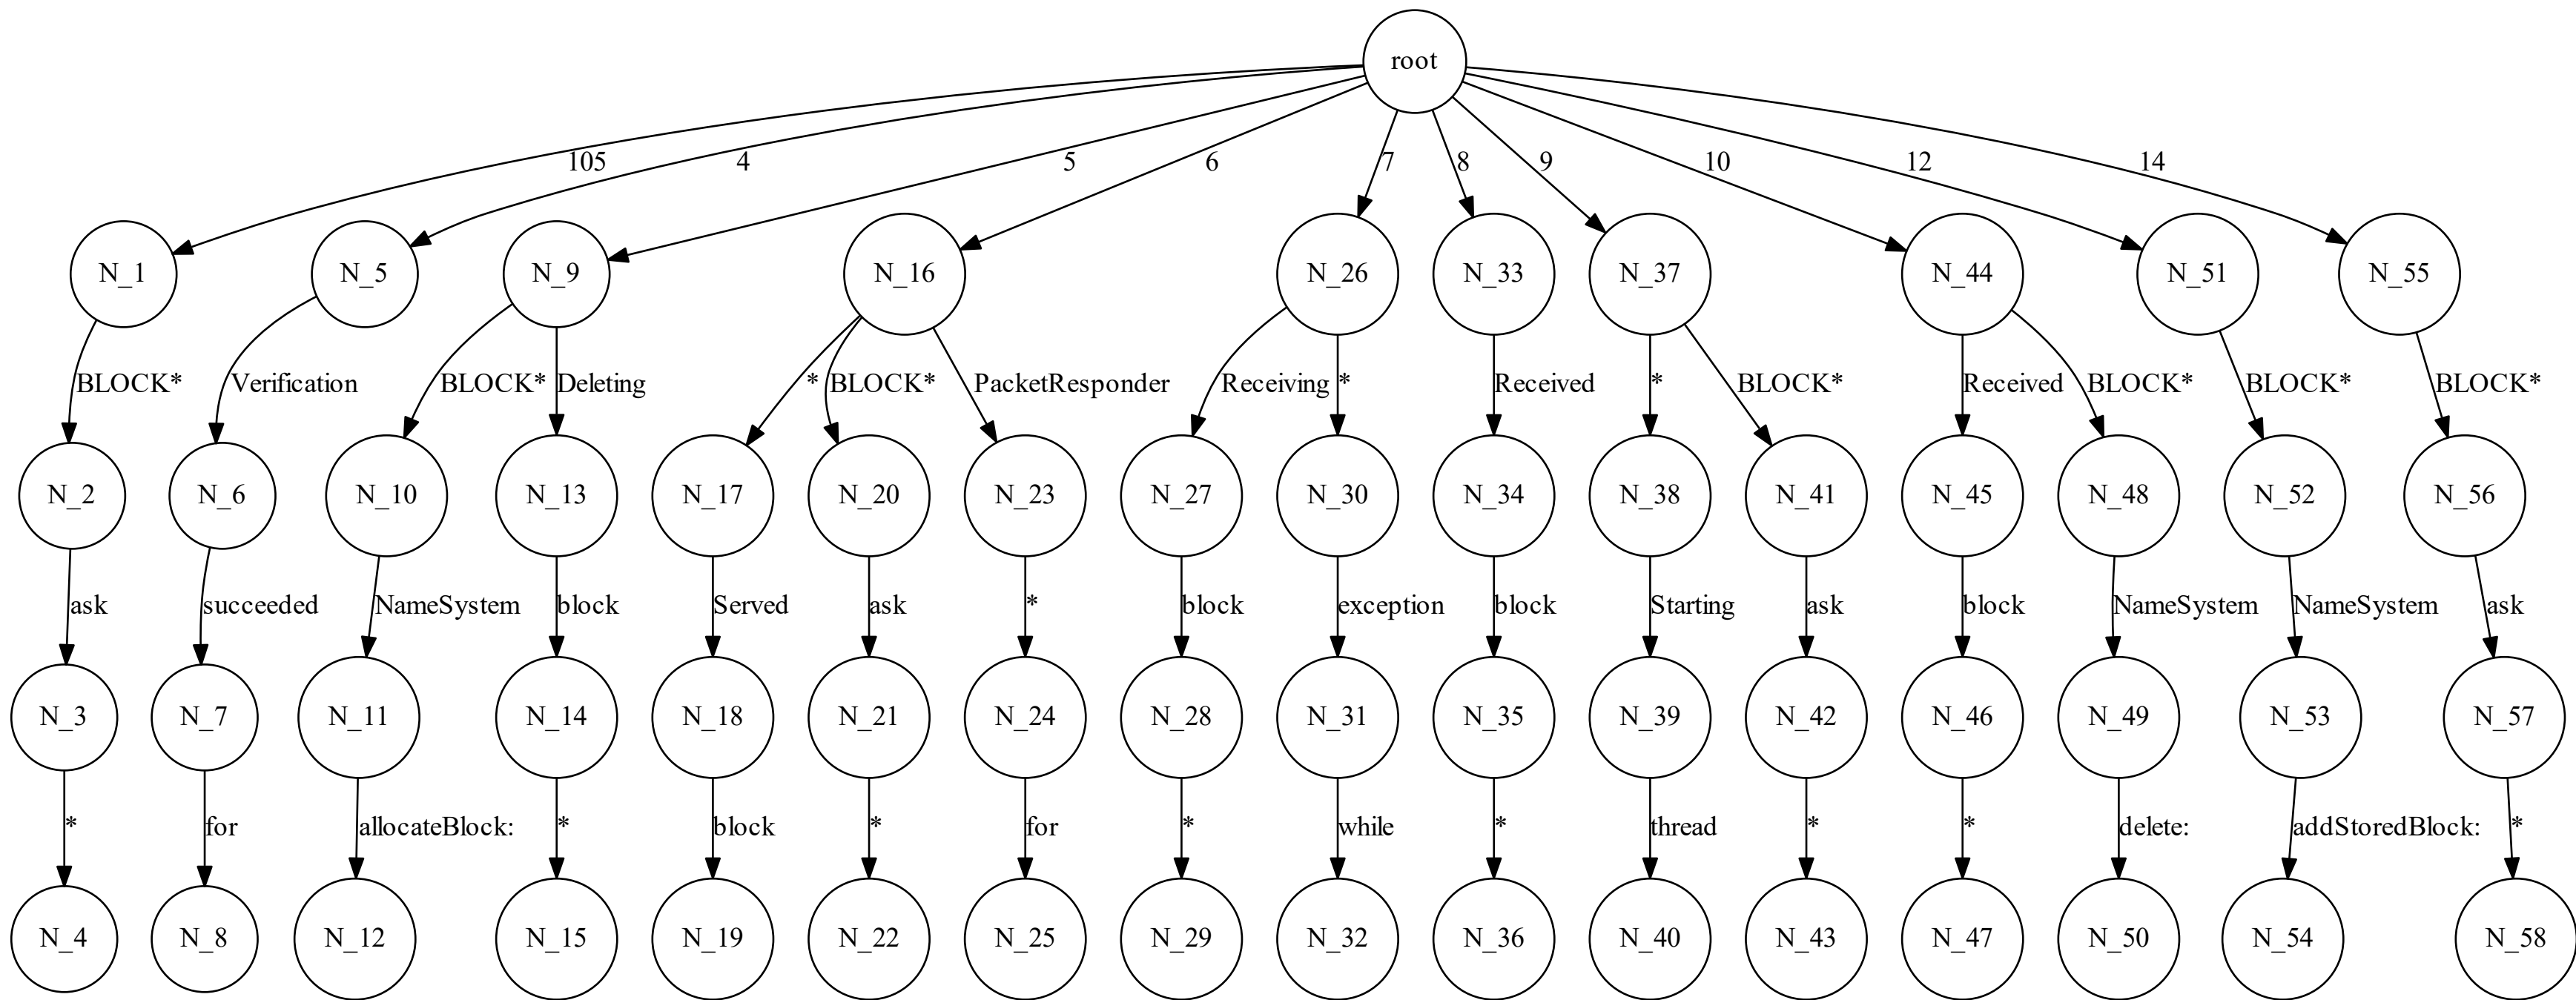 root
105 4 5 6 7 8 9 10 12 14
N_1 N_5 N_9 N_16 N_26 N_33 N_37 N_44 N_51 N_55
BLOCK* Verification BLOCK* Deleting * BLOCK* PacketResponder Receiving * Received * BLOCK* Received BLOCK* BLOCK* BLOCK*
N_2 N_6 N_10 N_13 N_17 N_20 N_23 N_27 N_30 N_34 N_38 N_41 N_45 N_48 N_52 N_56
ask succeeded NameSystem block Served ask * block exception block Starting ask block NameSystem NameSystem ask
N_3 N_7 N_11 N_14 N_18 N_21 N_24 N_28 N_31 N_35 N_39 N_42 N_46 N_49 N_53 N_57
* for allocateBlock: * block * for * while * thread * * delete: addStoredBlock: *
N_4 N_8 N_12 N_15 N_19 N_22 N_25 N_29 N_32 N_36 N_40 N_43 N_47 N_50 N_54 N_58